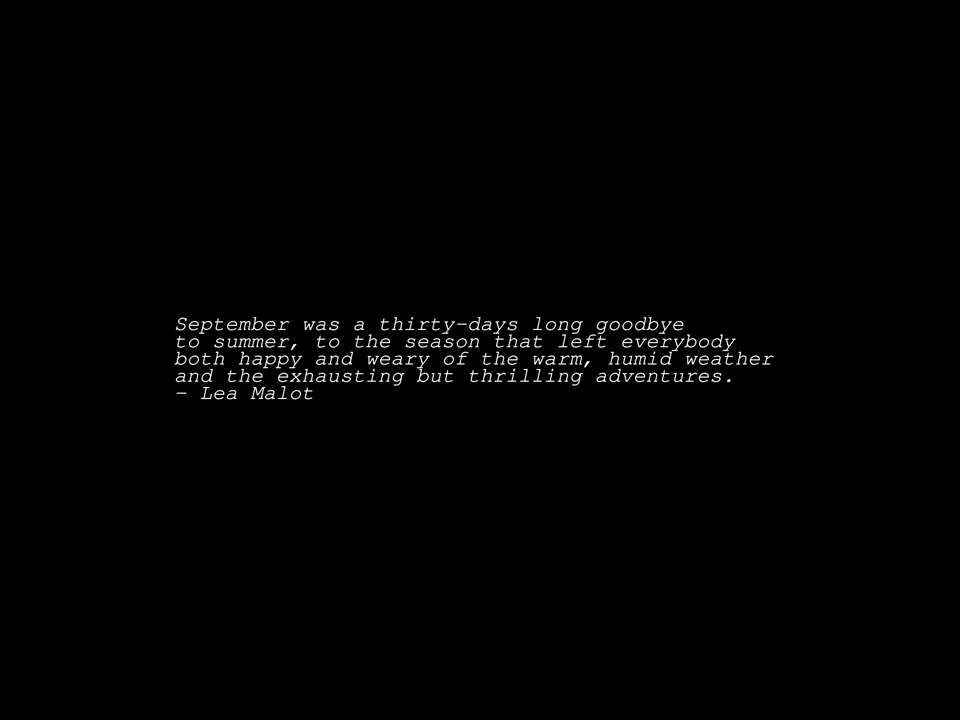 September was a thirty-days long goodbye
to summer, to the season that left everybody
both happy and weary of the warm, humid weather
and the exhausting but thrilling adventures.
- Lea Malot